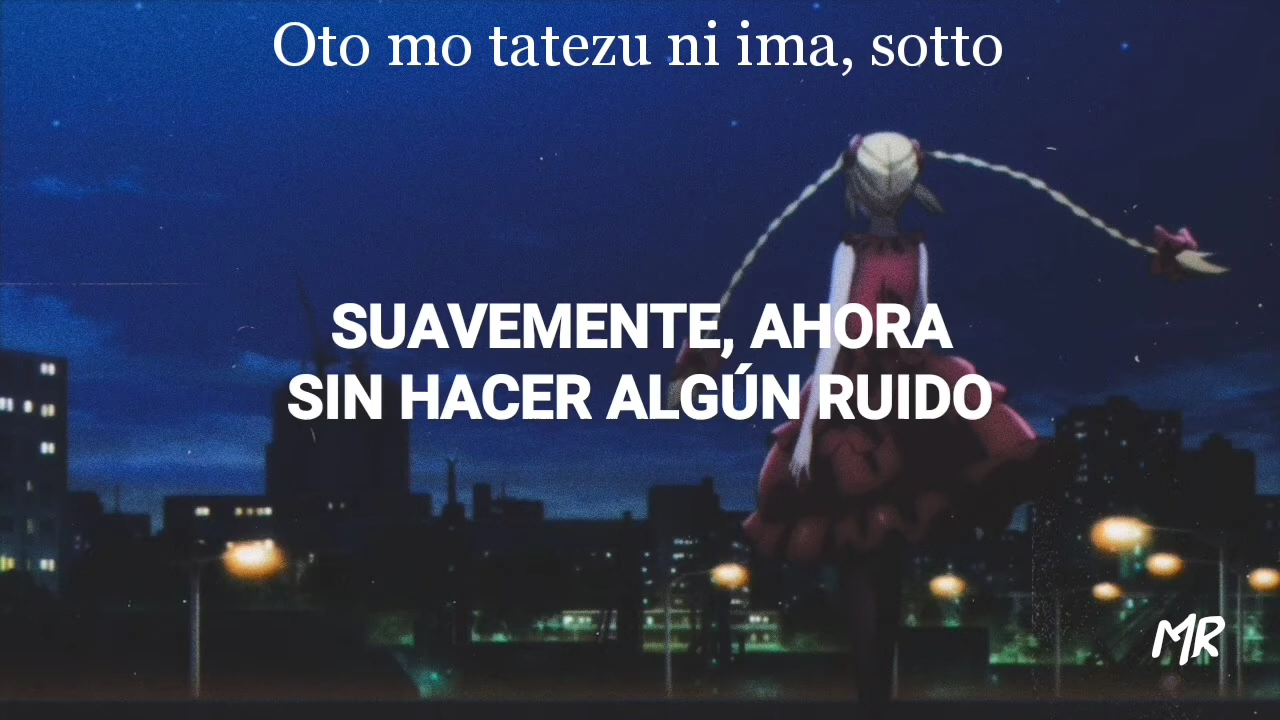 Oto mo tatezu ni ima, sotto
SUAVEMENTE, AHORA
SIN HACER ALGÚN RUIDO
MR